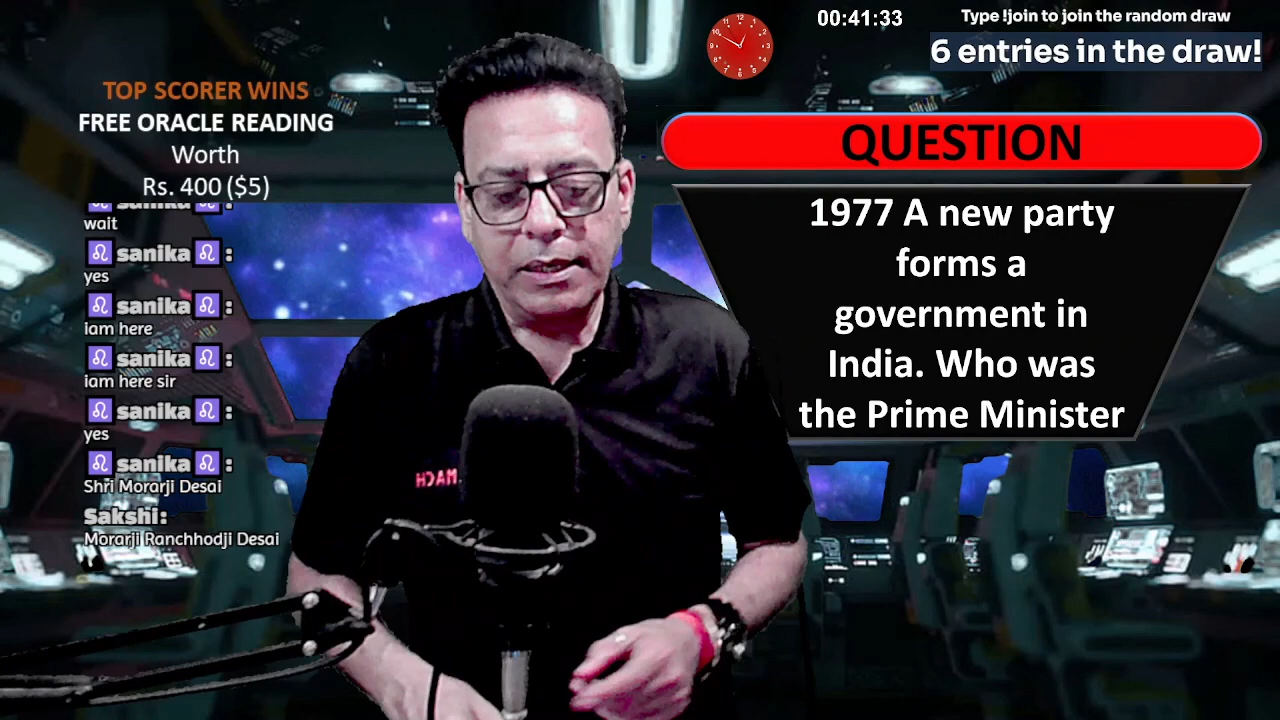 00:41:33
Type !join to join the random draw
6 entries in the draw!
TOP SCORER WINS
FREE ORACLE READING
Worth
Rs. 400 ($5)
QUESTION
1977 A new party
forms a
government in
India. Who was
the Prime Minister
sanika :
wait
sanika :
yes
sanika :
iam here
sanika :
iam here sir
sanika :
yes
sanika :
Shri Morarji Desai
Sakshi:
Morarji Ranchhodji Desai